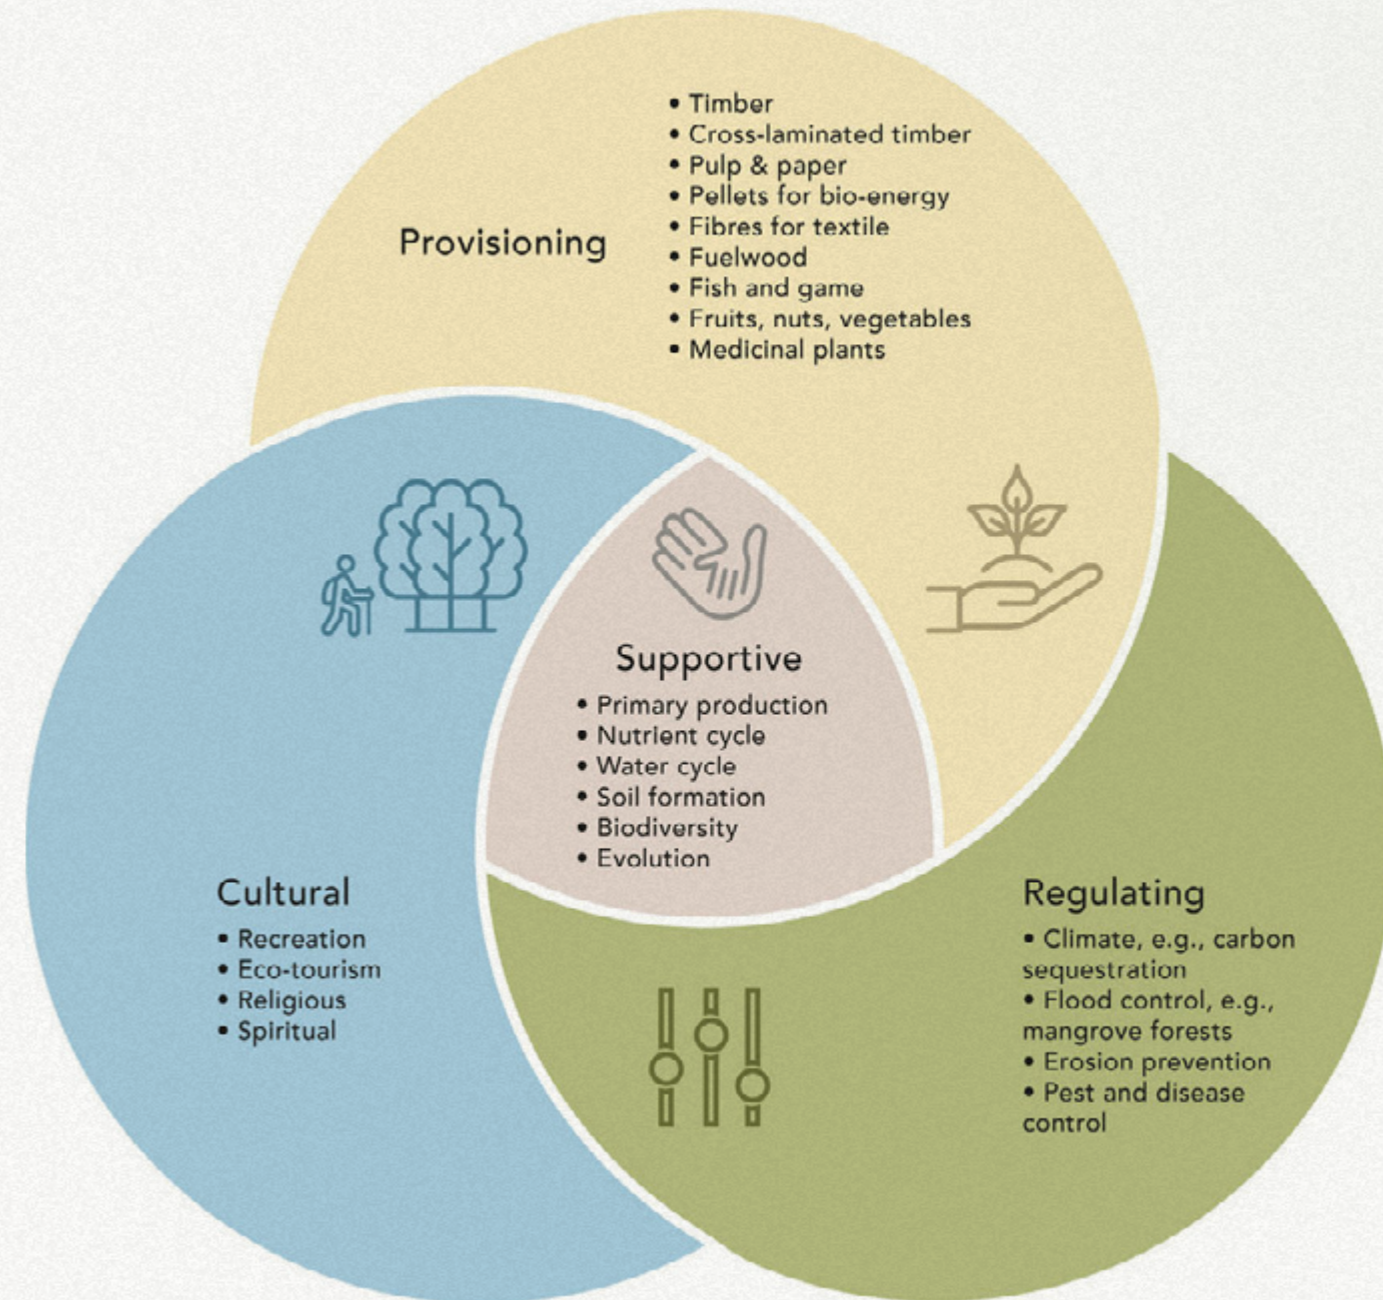 Provisioning
• Timber
• Cross-laminated timber
• Pulp & paper
• Pellets for bio-energy
• Fibres for textile
• Fuelwood
• Fish and game
• Fruits, nuts, vegetables
• Medicinal plants
Supportive
• Primary production
• Nutrient cycle
• Water cycle
• Soil formation
• Biodiversity
• Evolution
Cultural
• Recreation
• Eco-tourism
• Religious
• Spiritual
Regulating
• Climate, e.g., carbon
sequestration
• Flood control, e.g.,
mangrove forests
• Erosion prevention
• Pest and disease
control